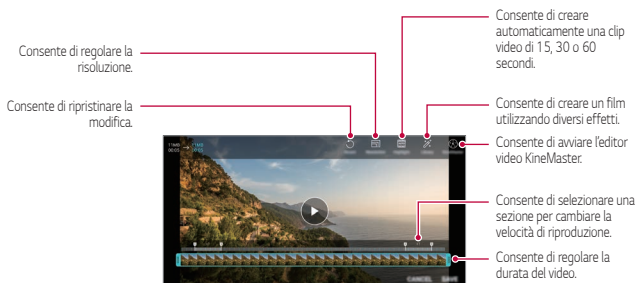 Consente di regolare la
risoluzione.
Consente di ripristinare la
modifica.
Consente di creare
automaticamente una clip
video di 15, 30 o 60
secondi.
Consente di creare un film
utilizzando diversi effetti.
Consente di avviare l'editor
video KineMaster.
Consente di selezionare una
sezione per cambiare la
velocità di riproduzione.
Consente di regolare la
durata del video.
CANCEL SAVE